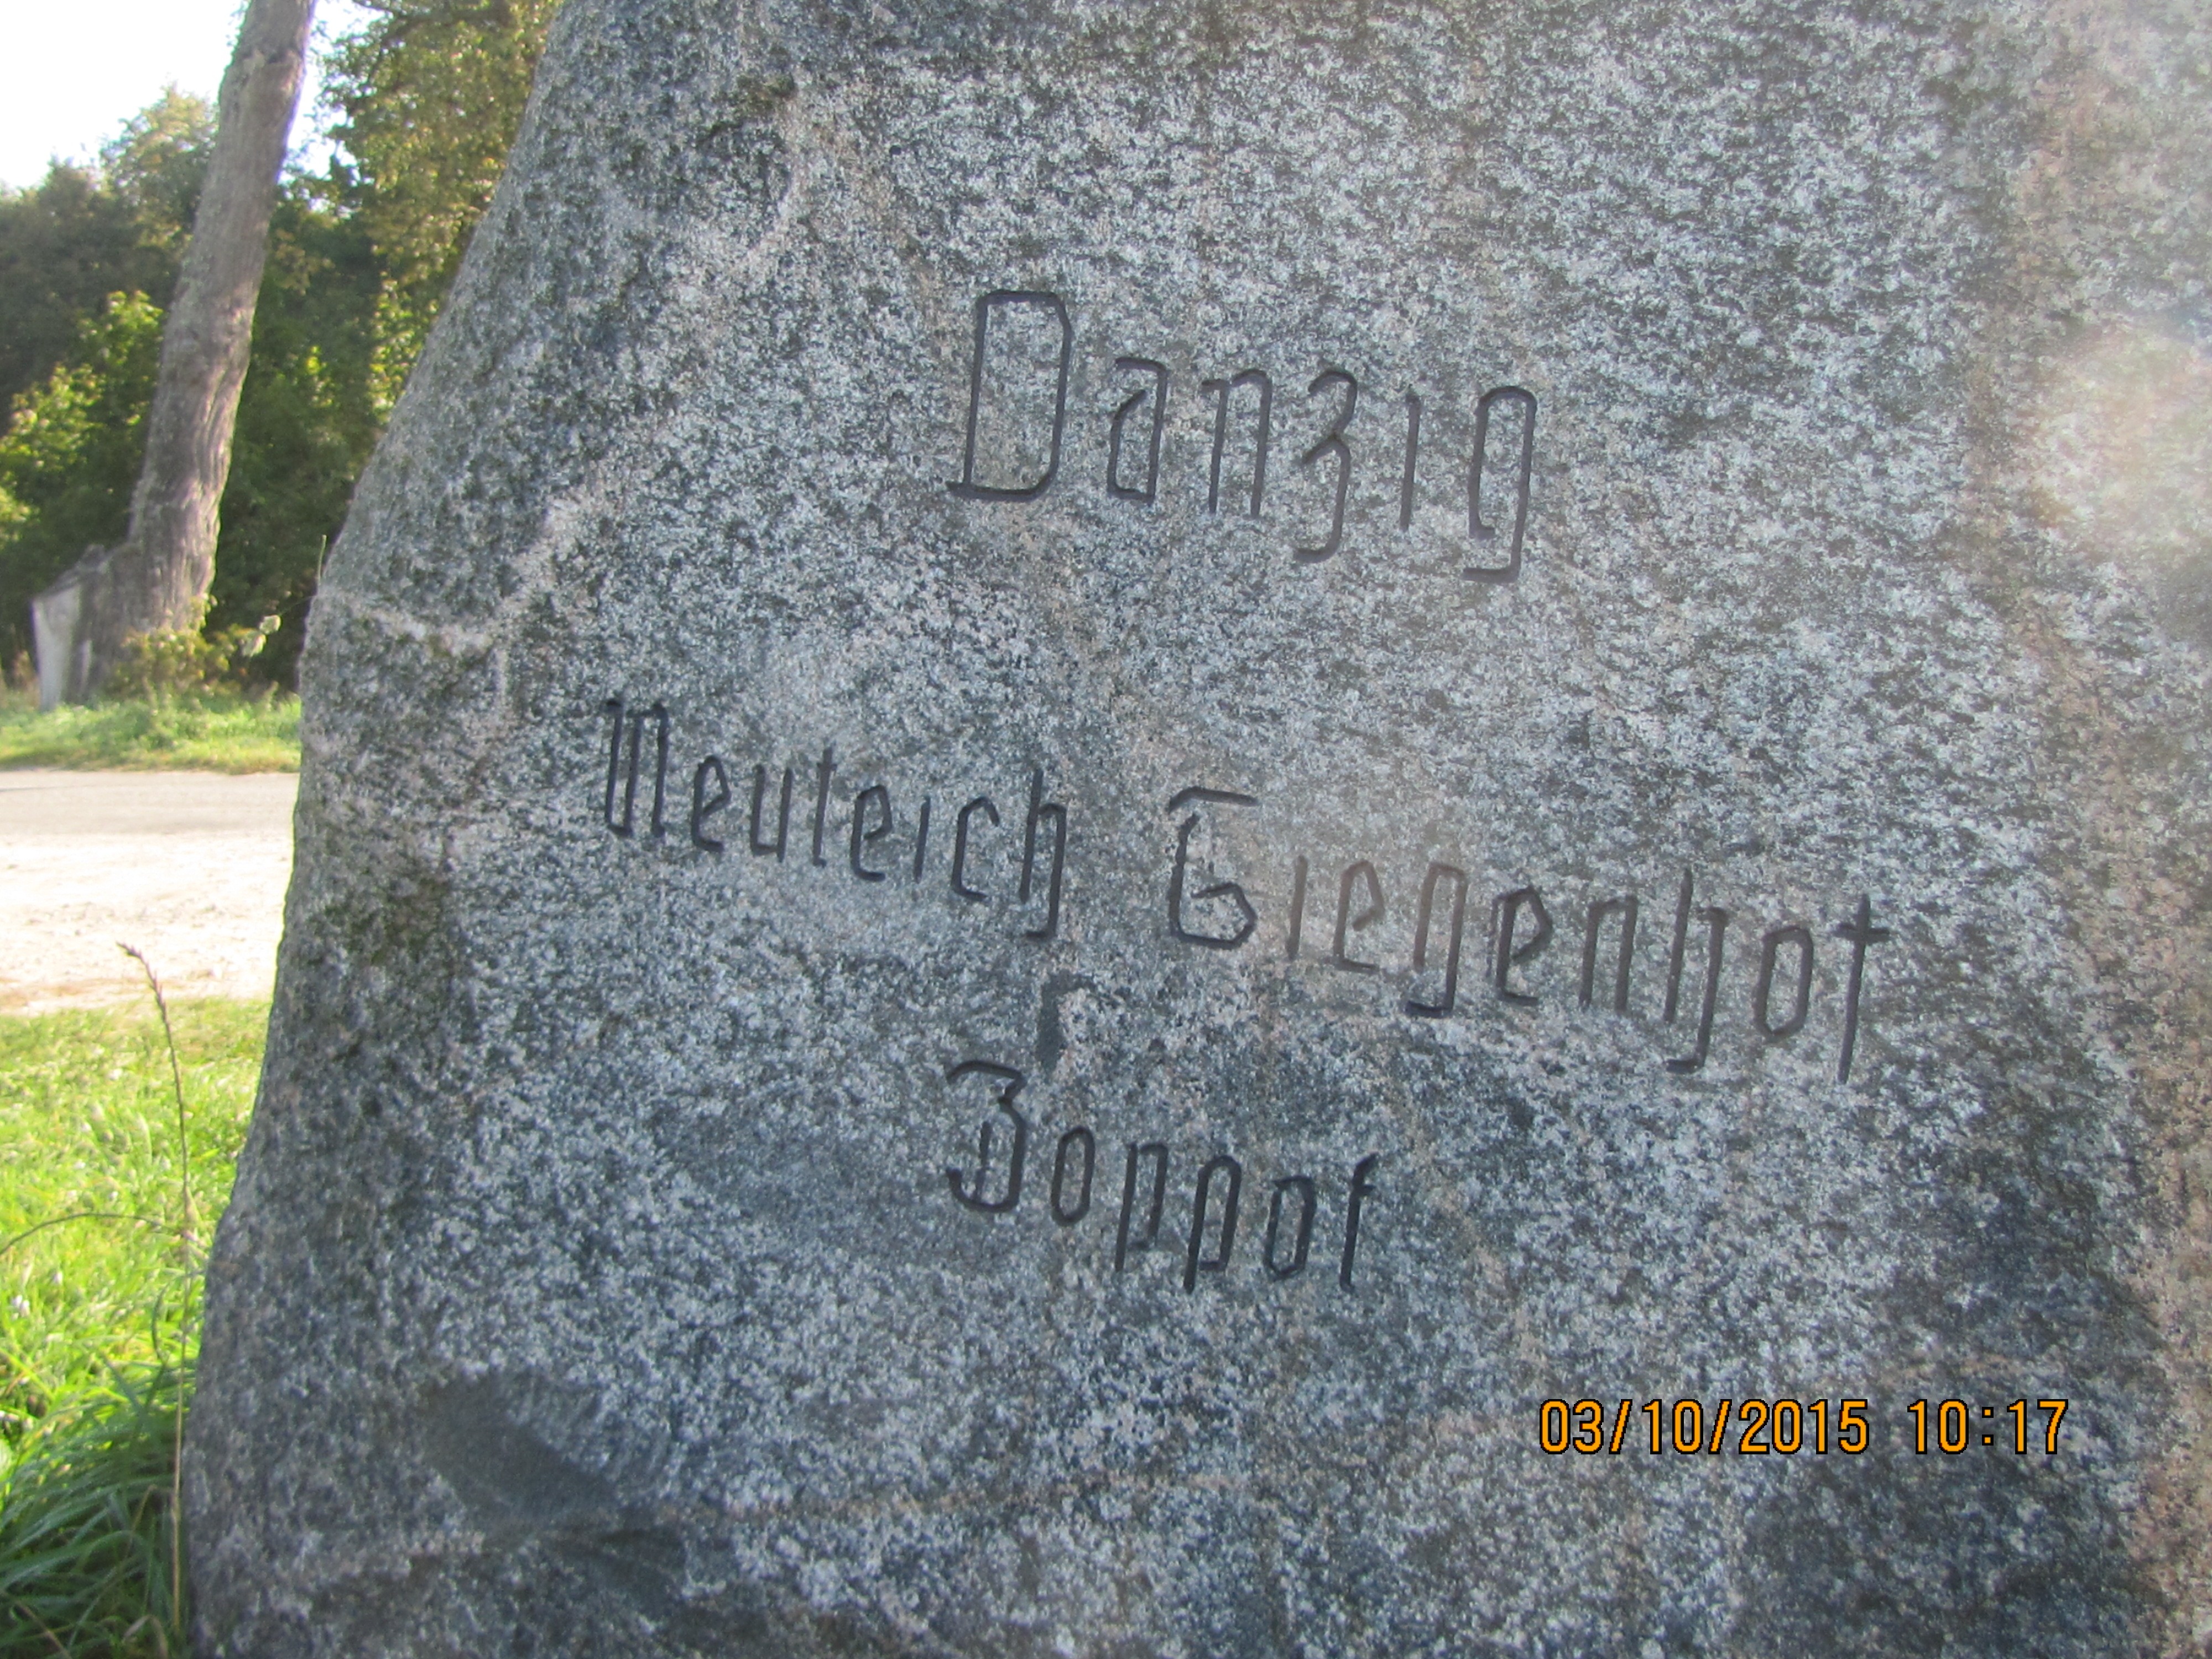 Danzig
Neuteich Tiegenhof
Zoppot
03/10/2015 10:17